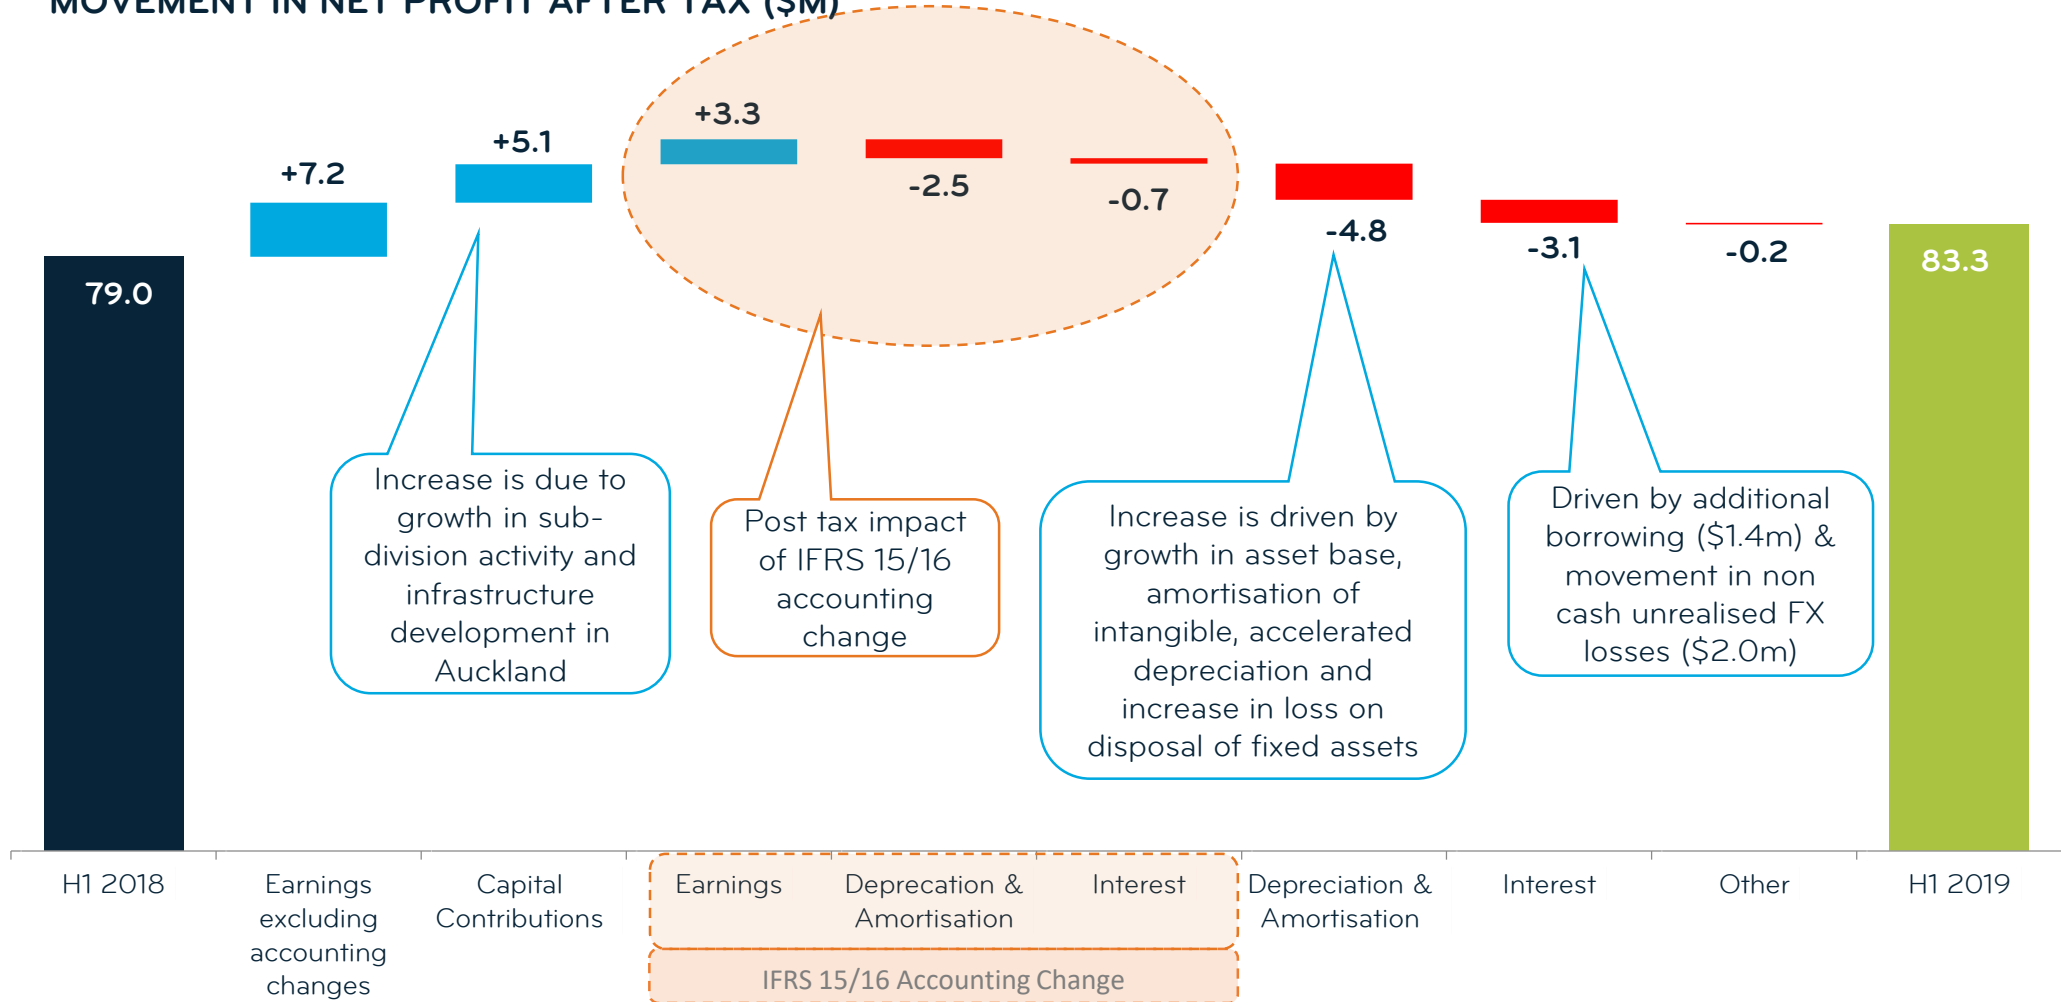 MOVEMENT IN NET PROFIT AFTER TAX ($M)
79.0
+7.2
+5.1
+3.3
-2.5
-0.7
-4.8
-3.1
-0.2
83.3
Increase is due to
growth in sub-
division activity and
infrastructure
development in
Auckland
Post tax impact
of IFRS 15/16
accounting
change
Increase is driven by
growth in asset base,
amortisation of
intangible, accelerated
depreciation and
increase in loss on
disposal of fixed assets
Driven by additional
borrowing ($1.4m) &
movement in non
cash unrealised FX
losses ($2.0m)
H1 2018
Earnings
excluding
accounting
changes
Capital
Contributions
Earnings
Deprecation &
Amortisation
Interest
Depreciation &
Amortisation
Interest
Other
H1 2019
IFRS 15/16 Accounting Change